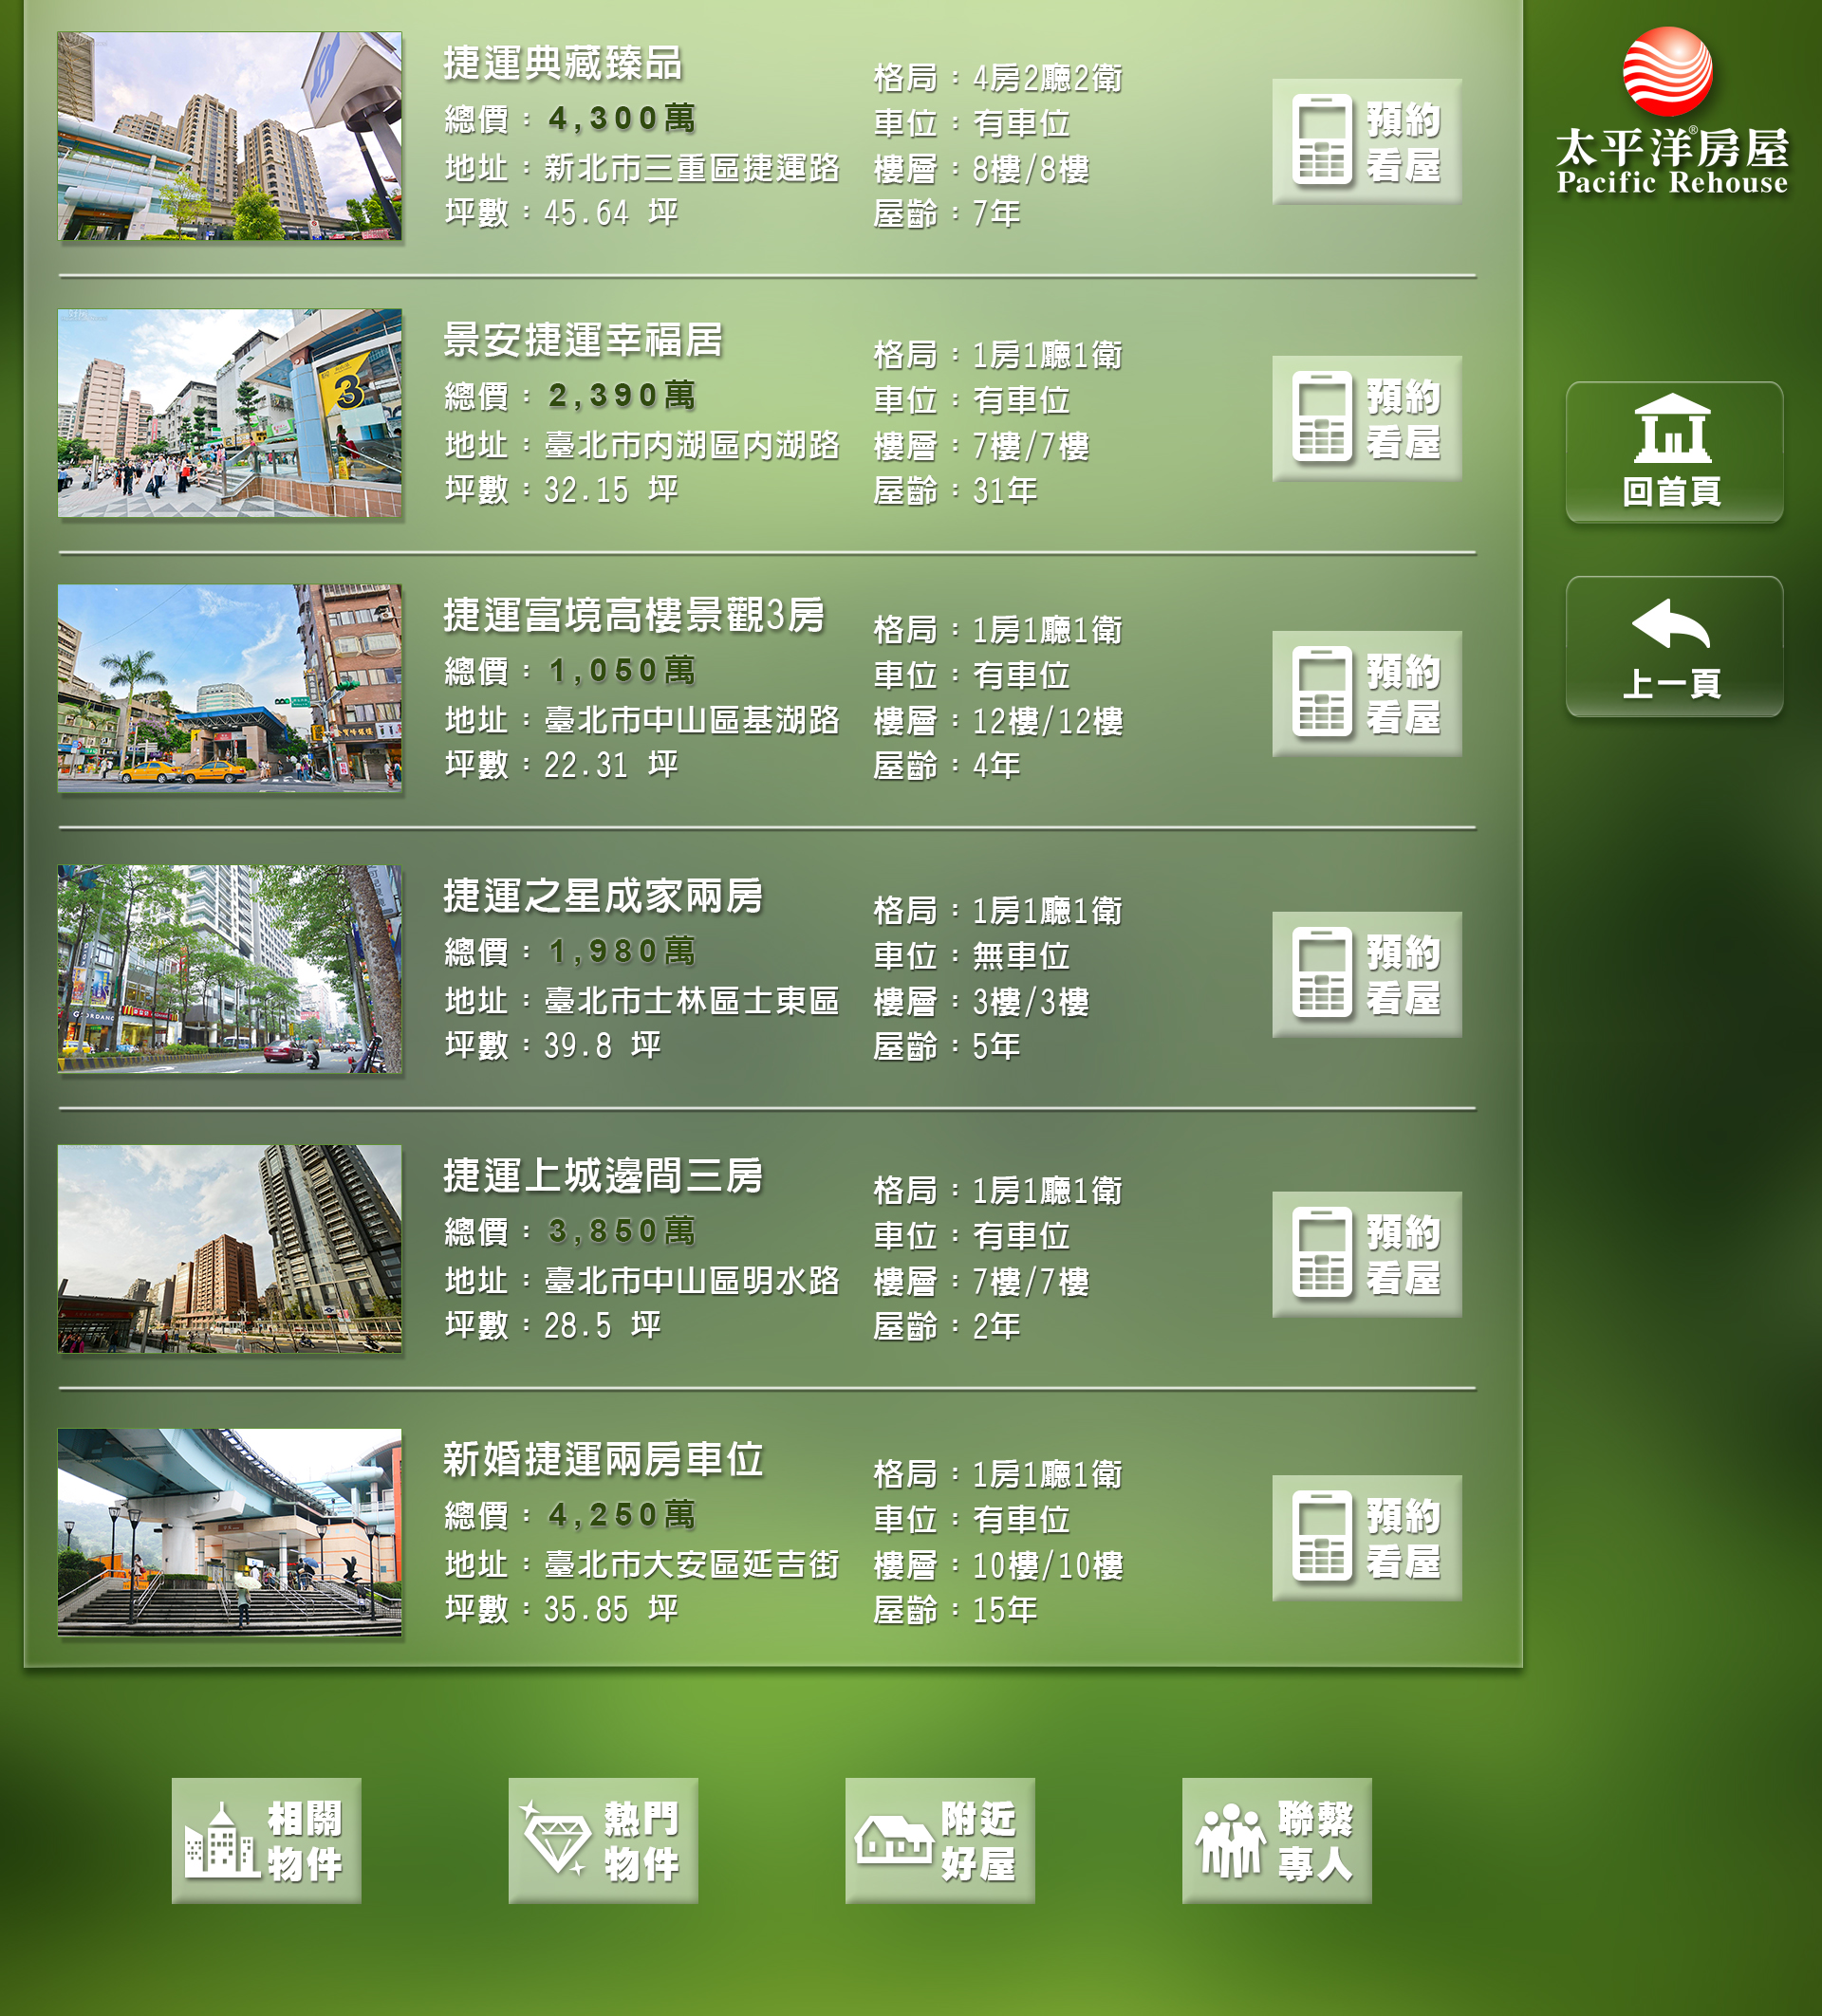 捷運典藏臻品
總價：4,300萬
地址：新北市三重區捷運路
坪數：45.64 坪
格局：4房2廳2衛
車位：有車位
樓層：8樓/8樓
屋齡：7年
預約
看屋
太平洋房屋®
Pacific Rehouse
景安捷運幸福居
總價：2,390萬
地址：臺北市內湖區內湖路
坪數：32.15 坪
格局：1房1廳1衛
車位：有車位
樓層：7樓/7樓
屋齡：31年
預約
看屋
3
回首頁
捷運富境高樓景觀3房
總價：1,050萬
地址：臺北市中山區基湖路
坪數：22.31 坪
格局：1房1廳1衛
車位：有車位
樓層：12樓/12樓
屋齡：4年
預約
看屋
上一頁
捷運之星成家兩房
總價：1,980萬
地址：臺北市士林區士東區
坪數：39.8 坪
格局：1房1廳1衛
車位：無車位
樓層：3樓/3樓
屋齡：5年
預約
看屋
GIORDANO
捷運上城邊間三房
總價：3,850萬
地址：臺北市中山區明水路
坪數：28.5 坪
格局：1房1廳1衛
車位：有車位
樓層：7樓/7樓
屋齡：2年
預約
看屋
新婚捷運兩房車位
總價：4,250萬
地址：臺北市大安區延吉街
坪數：35.85 坪
格局：1房1廳1衛
車位：有車位
樓層：10樓/10樓
屋齡：15年
預約
看屋
相關
物件
熱門
物件
附近
好屋
聯繫
專人